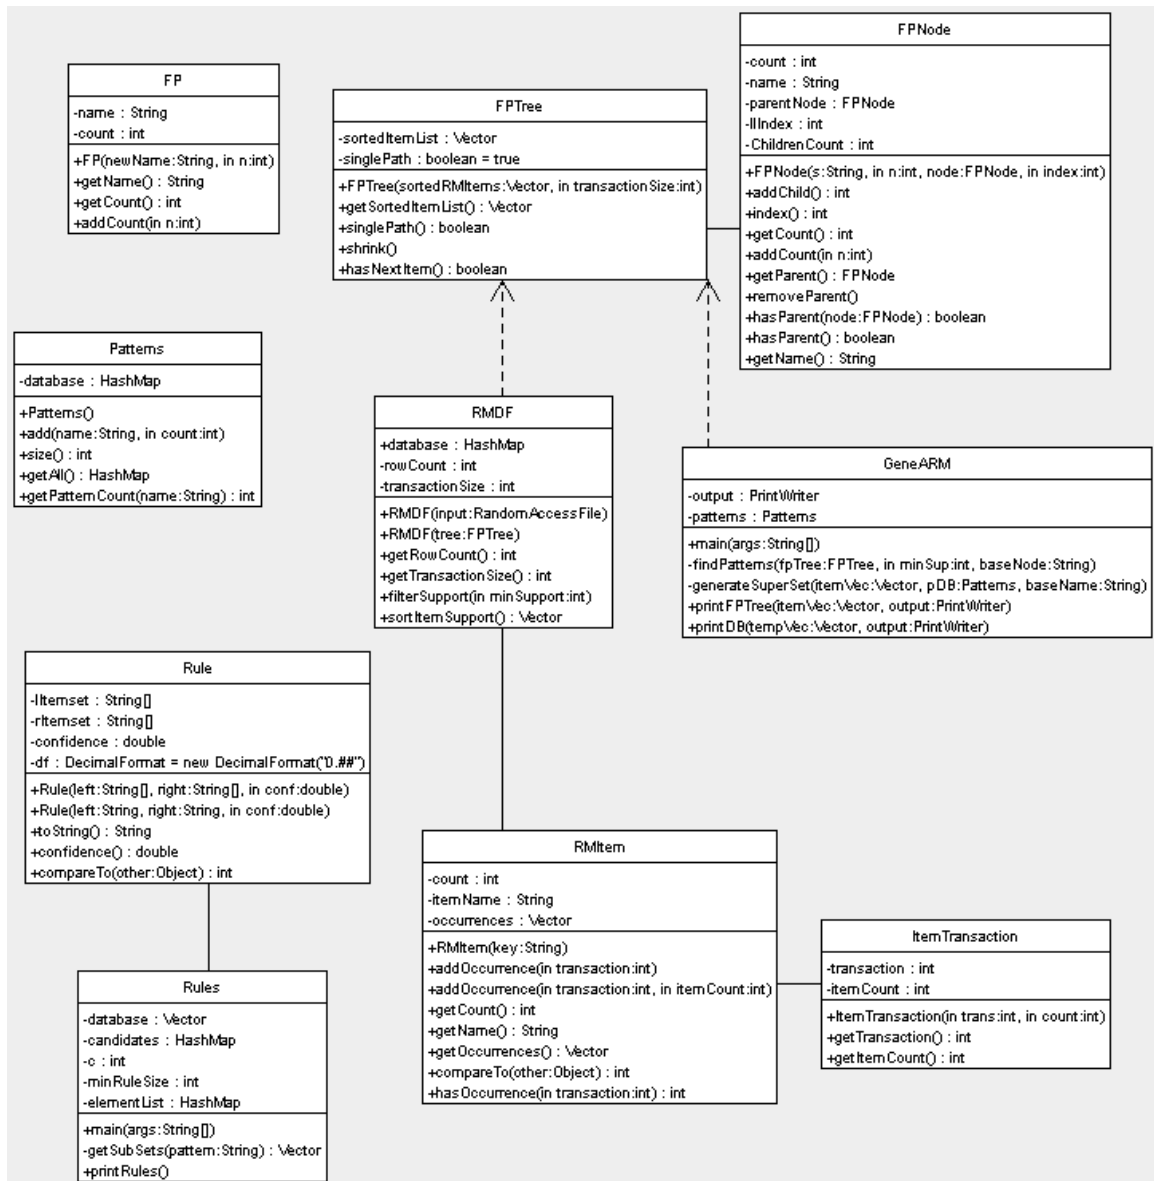 FP
-name : String
-count : int
+FP(newName:String, in n:int)
+getName() : String
+getCount() : int
+addCount(in n:int)
FPTree
-sortedItemList : Vector
-singlePath : boolean = true
+FPTree(sortedRMItems:Vector, in transactionSize:int)
+getSortedItemList() : Vector
+singlePath() : boolean
+shrink()
+hasNextItem() : boolean
FPNode
-count : int
-name : String
-parentNode : FPNode
-llIndex : int
-ChildrenCount : int
+FPNode(s:String, in n:int, node:FPNode, in index:int)
+addChild() : int
+index() : int
+getCount() : int
+addCount(in n:int)
+getParent() : FPNode
+removeParent()
+hasParent(node:FPNode) : boolean
+hasParent() : boolean
+getName() : String
Patterns
-database : HashMap
+Patterns()
+add(name:String, in count:int)
+size() : int
+getAll() : HashMap
+getPatternCount(name:String) : int
RMDF
+database : HashMap
-rowCount : int
-transactionSize : int
+RMDF(input:RandomAccessFile)
+RMDF(tree:FPTree)
+getRowCount() : int
+getTransactionSize() : int
+filterSupport(in minSupport:int)
+sortItemSupport() : Vector
GeneARM
-output : PrintWriter
-patterns : Patterns
+main(args:String[])
-findPatterns(fpTree:FPTree, in minSup:int, baseNode:String)
-generateSuperSet(itemVec:Vector, pDB:Patterns, baseName:String)
+printFPTree(itemVec:Vector, output:PrintWriter)
+printDB(tempVec:Vector, output:PrintWriter)
Rule
-lItemset : String[]
-rItemset : String[]
-confidence : double
-df : DecimalFormat = new DecimalFormat("0.##")
+Rule(left:String[], right:String[], in conf:double)
+Rule(left:String, right:String, in conf:double)
+toString() : String
+confidence() : double
+compareTo(other:Object) : int
RMItem
-count : int
-itemName : String
-occurrences : Vector
+RMItem(key:String)
+addOccurrence(in transaction:int)
+addOccurrence(in transaction:int, in itemCount:int)
+getCount() : int
+getName() : String
+getOccurrences() : Vector
+compareTo(other:Object) : int
+hasOccurrence(in transaction:int) : int
ItemTransaction
-transaction : int
-itemCount : int
+ItemTransaction(in trans:int, in count:int)
+getTransaction() : int
+getItemCount() : int
Rules
-database : Vector
-candidates : HashMap
-c : int
-minRuleSize : int
-elementList : HashMap
+main(args:String[])
-getSubSets(pattern:String) : Vector
+printRules()